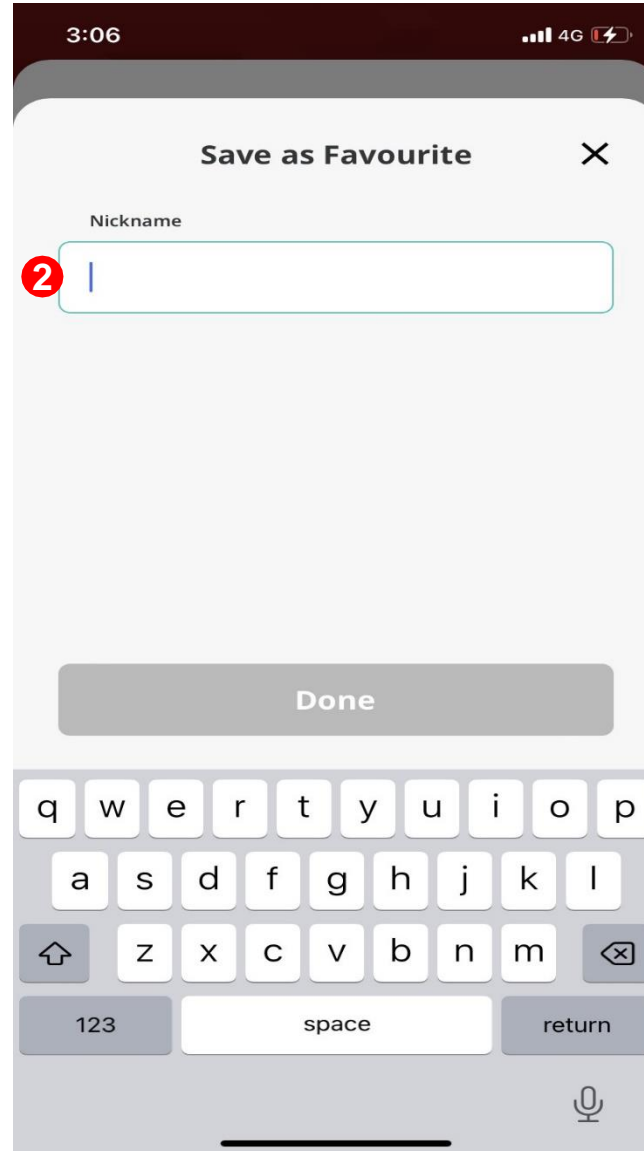 3:06 4G
Save as Favourite
Nickname
2
Done
q w e r t y u i o p
a s d f g h j k l
z x c v b n m
123 space return